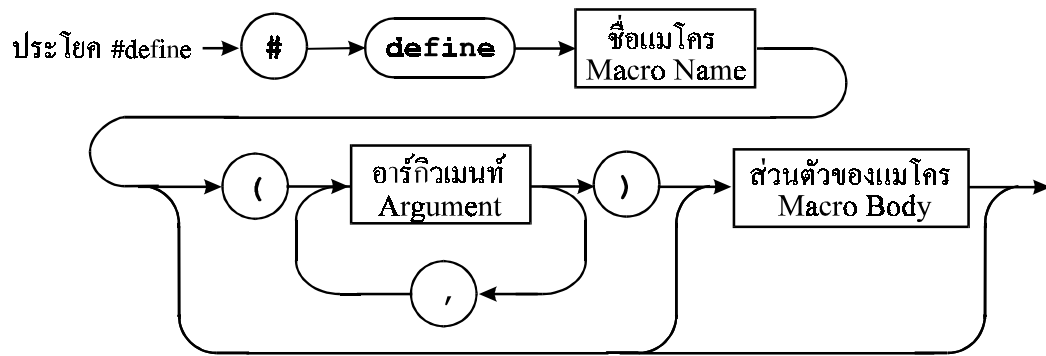 ประโยค #define # define ชื่อแมโคร
Macro Name
( อาร์กิวเมนท์ ) ส่วนตัวของแมโคร
Argument Macro Body
,